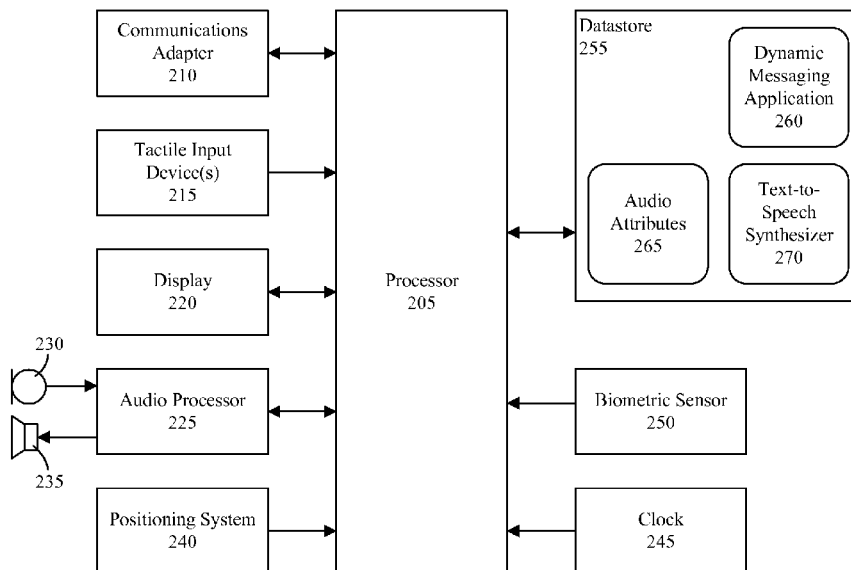 Communications
Adapter
210
Tactile Input
Device(s)
215
Display
220
230
Audio Processor
225
235
Positioning System
240
Processor
205
Datastore
255
Dynamic
Messaging
Application
260
Audio
Attributes
265
Text-to-
Speech
Synthesizer
270
Biometric Sensor
250
Clock
245